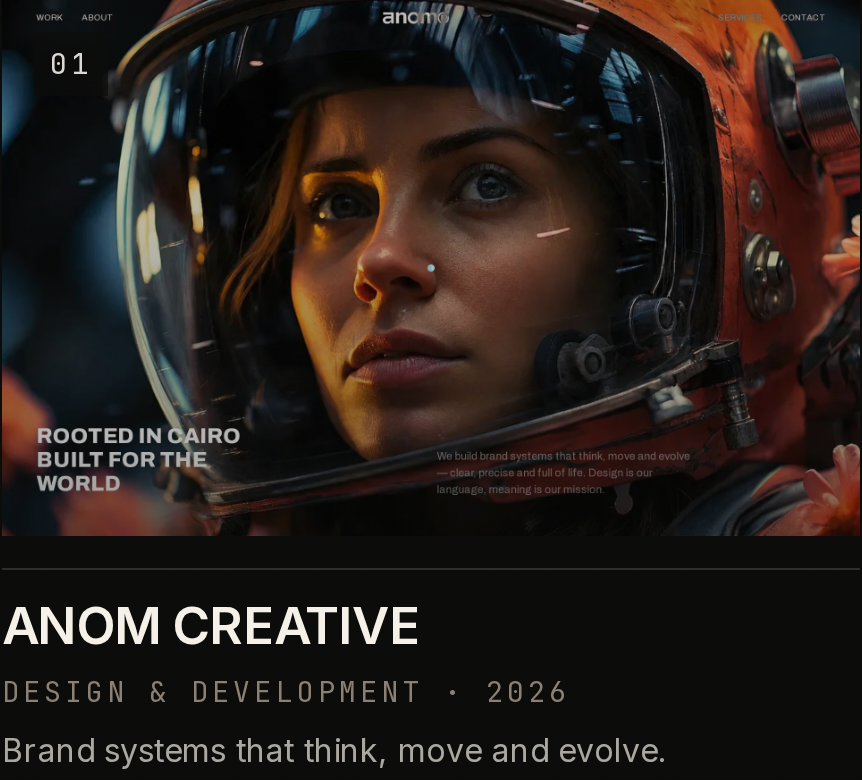 WORK ABOUT anomo SERVICES CONTACT
01
ROOTED IN CAIRO
BUILT FOR THE
WORLD
We build brand systems that think, move and evolve
— clear, precise and full of life. Design is our
language, meaning is our mission.
ANOM CREATIVE
DESIGN & DEVELOPMENT · 2026
Brand systems that think, move and evolve.